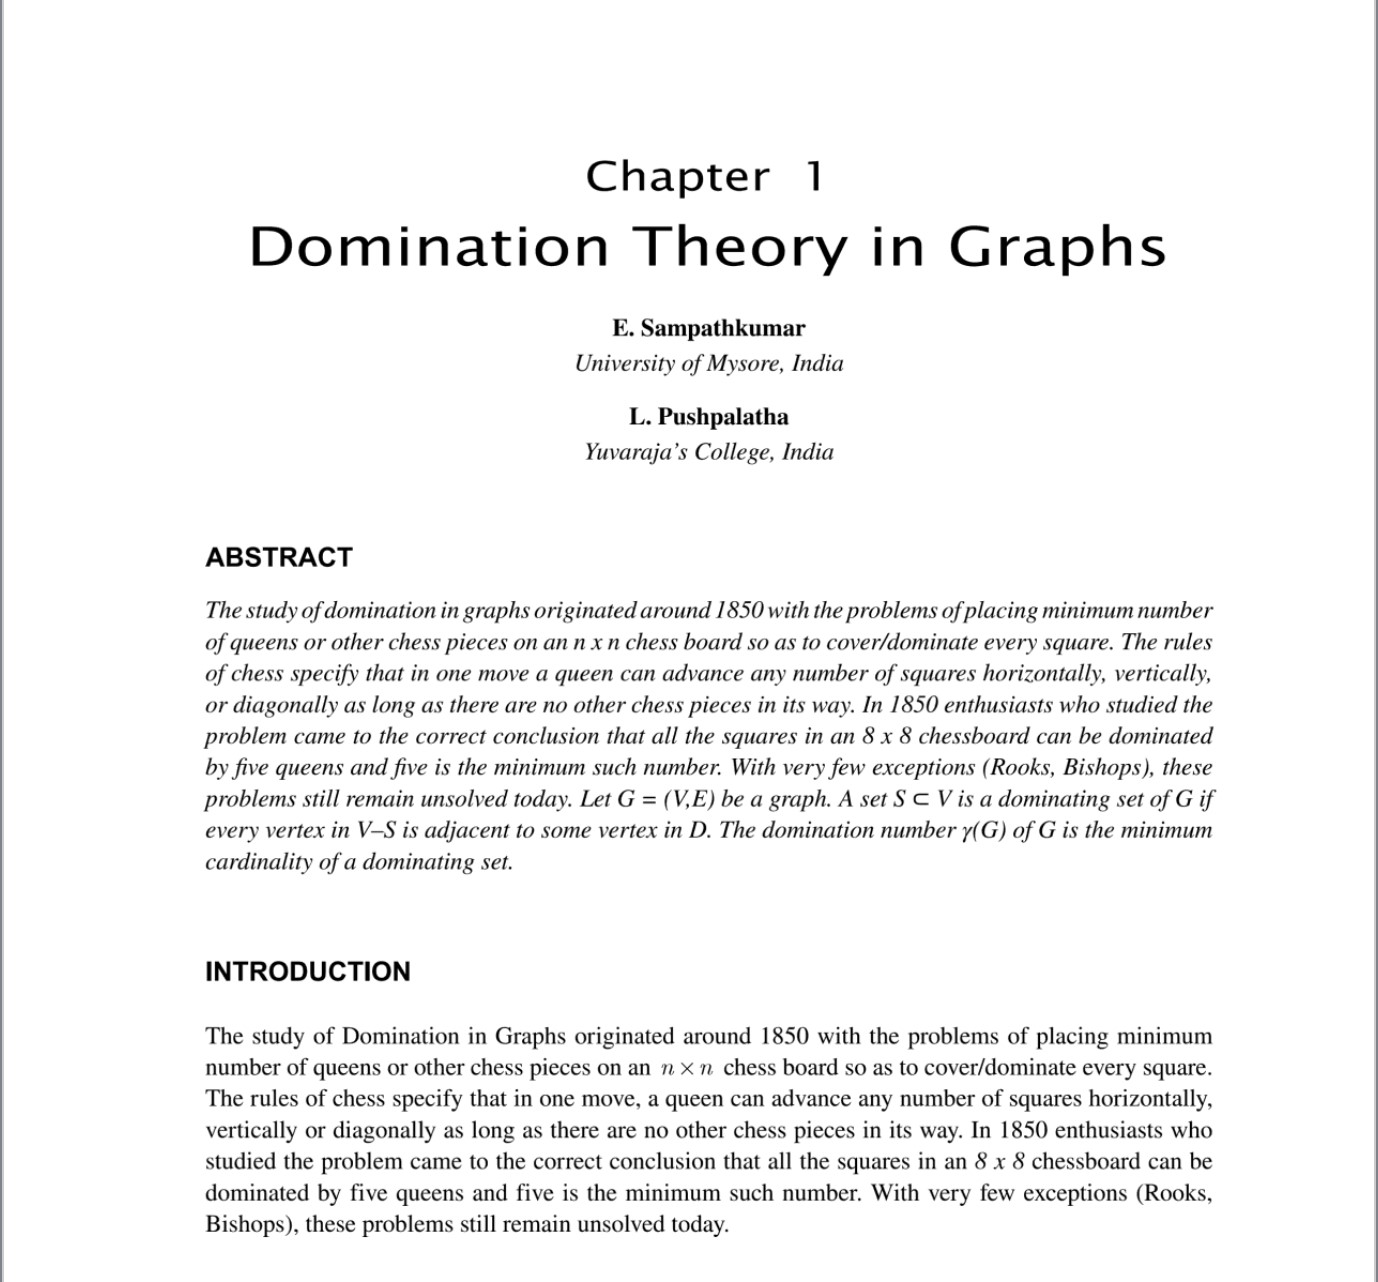 Chapter 1
Domination Theory in Graphs
E. Sampathkumar
University of Mysore, India
L. Pushpalatha
Yuvaraja's College, India
ABSTRACT
The study of domination in graphs originated around 1850 with the problems of placing minimum number
of queens or other chess pieces on an n x n chess board so as to cover/dominate every square. The rules
of chess specify that in one move a queen can advance any number of squares horizontally, vertically,
or diagonally as long as there are no other chess pieces in its way. In 1850 enthusiasts who studied the
problem came to the correct conclusion that all the squares in an 8 x 8 chessboard can be dominated
by five queens and five is the minimum such number. With very few exceptions (Rooks, Bishops), these
problems still remain unsolved today. Let G = (V,E) be a graph. A set S ⊂ V is a dominating set of G if
every vertex in V–S is adjacent to some vertex in D. The domination number γ(G) of G is the minimum
cardinality of a dominating set.
INTRODUCTION
The study of Domination in Graphs originated around 1850 with the problems of placing minimum
number of queens or other chess pieces on an n × n chess board so as to cover/dominate every square.
The rules of chess specify that in one move, a queen can advance any number of squares horizontally,
vertically or diagonally as long as there are no other chess pieces in its way. In 1850 enthusiasts who
studied the problem came to the correct conclusion that all the squares in an 8 x 8 chessboard can be
dominated by five queens and five is the minimum such number. With very few exceptions (Rooks,
Bishops), these problems still remain unsolved today.